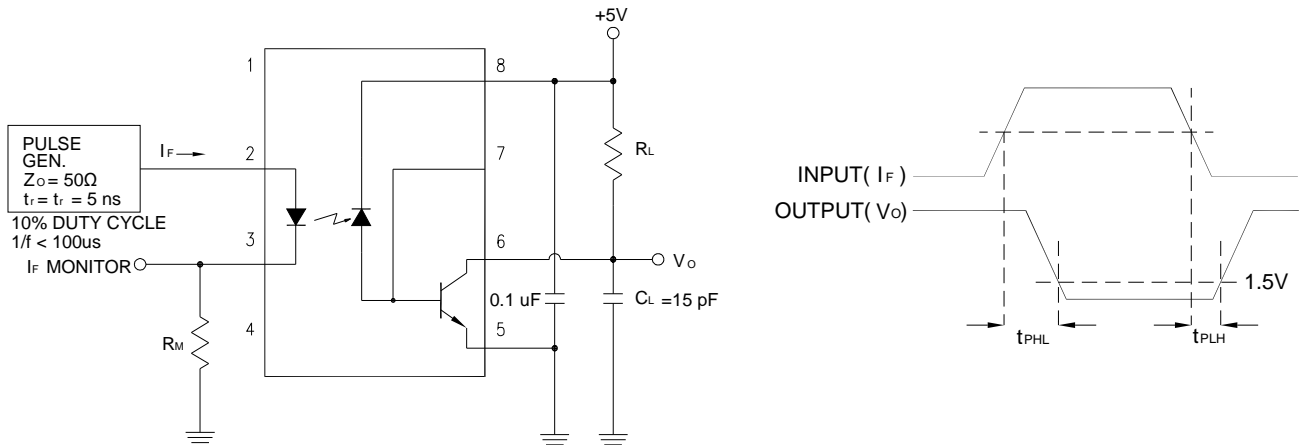 +5V
1
8
PULSE
GEN.
ZO = 50Ω
tr = tr = 5 ns
IF
2
7
RL
10% DUTY CYCLE
1/f < 100us
3
6
IF MONITOR
VO
0.1 uF
CL =15 pF
4
5
RM
INPUT( IF )
OUTPUT( VO)
1.5V
tPHL
tPLH